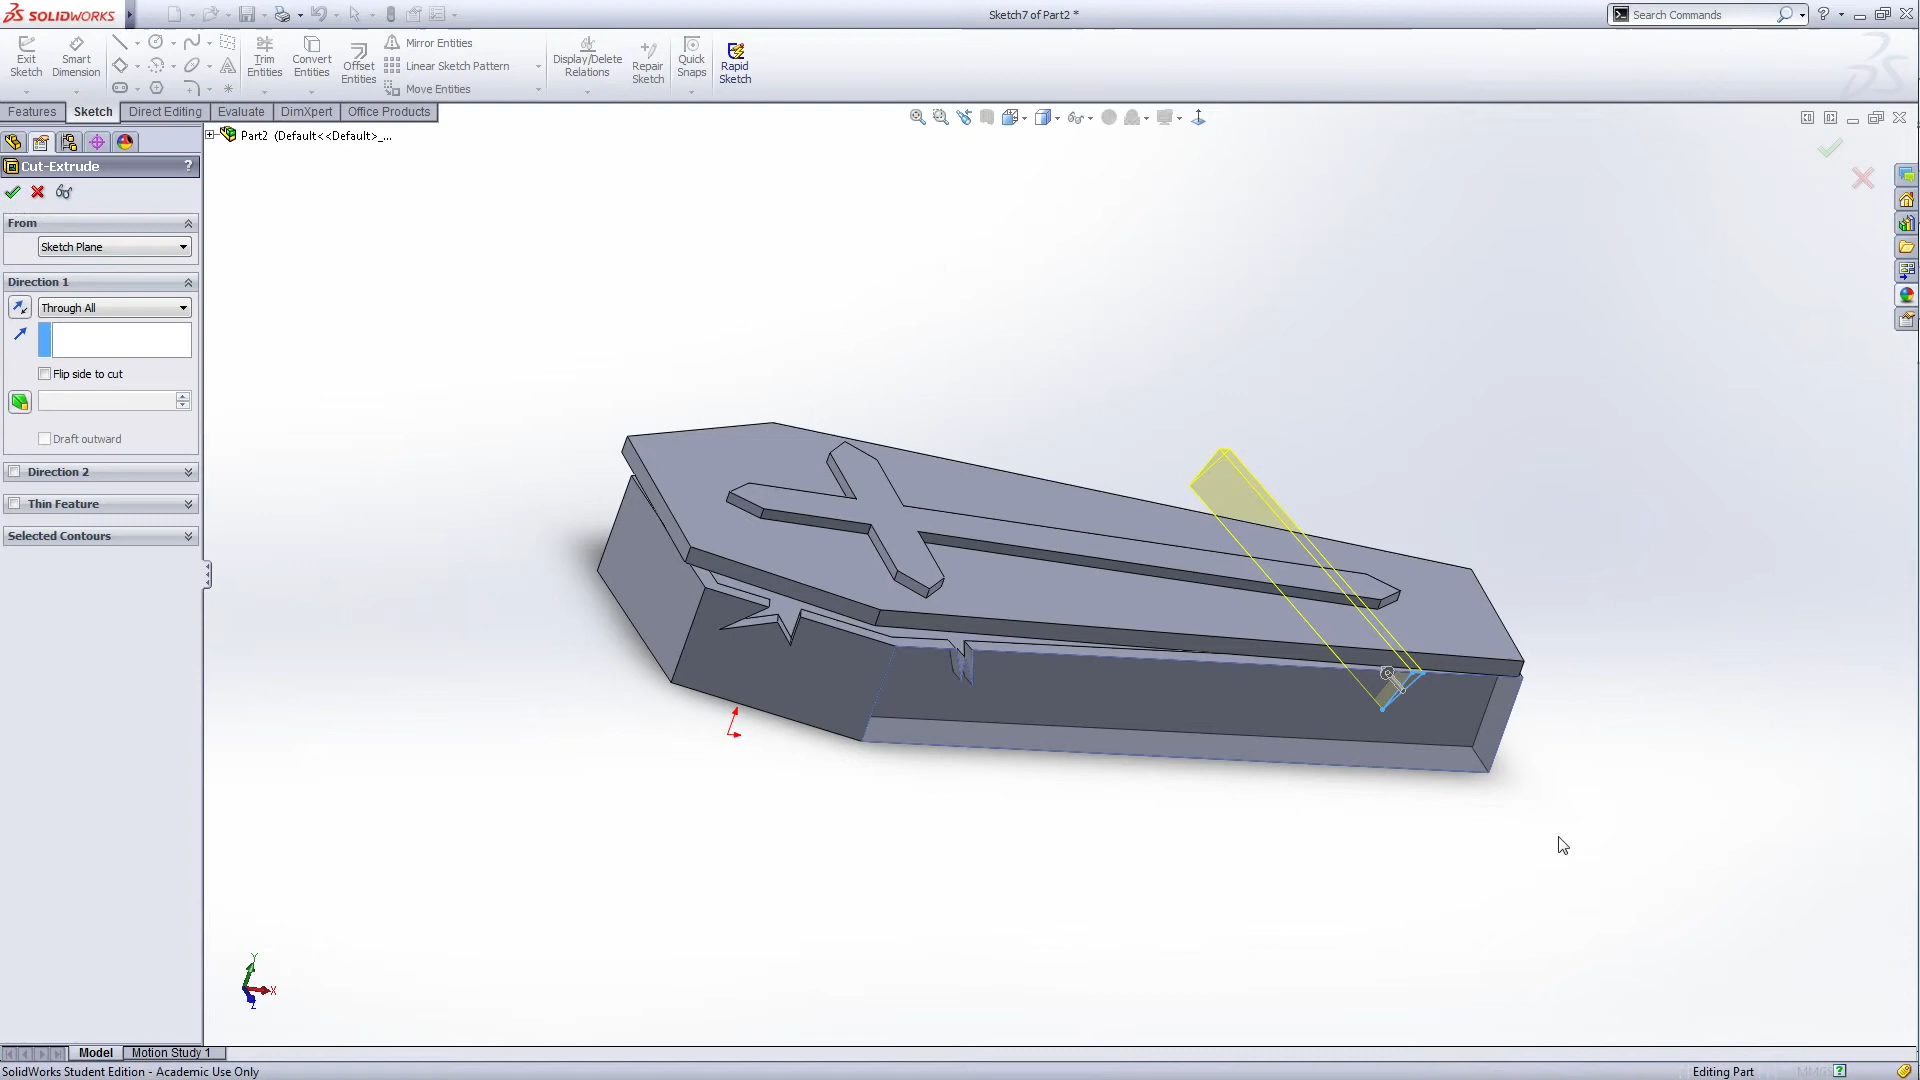 SOLIDWORKS
Sketch7 of Part2 *
Search Commands
Exit Sketch
Smart Dimension
Trim Entities
Convert Entities
Offset Entities
Mirror Entities
Linear Sketch Pattern
Move Entities
Display/Delete Relations
Repair Sketch
Quick Snaps
Rapid Sketch
Features
Sketch
Direct Editing
Evaluate
DimXpert
Office Products
Part2 (Default<<Default>_...
Cut-Extrude
?
From
Sketch Plane
Direction 1
Through All
Flip side to cut
Draft outward
Direction 2
Thin Feature
Selected Contours
Y
X
Z
Model
Motion Study 1
SolidWorks Student Edition - Academic Use Only
Editing Part